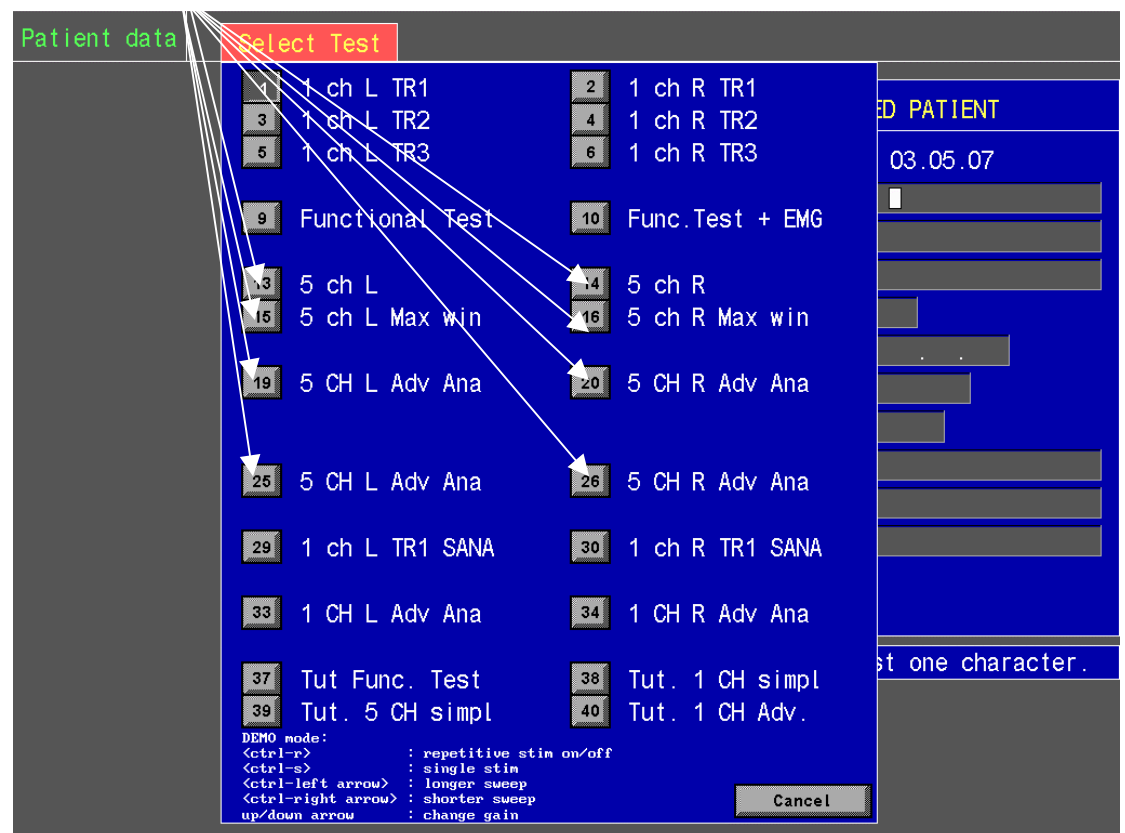 Patient data
Select Test
1 1 ch L TR1 2 1 ch R TR1
3 1 ch L TR2 4 1 ch R TR2
5 1 ch L TR3 6 1 ch R TR3
9 Functional Test 10 Func.Test + EMG
13 5 ch L 14 5 ch R
15 5 ch L Max win 16 5 ch R Max win
19 5 CH L Adv Ana 20 5 CH R Adv Ana
25 5 CH L Adv Ana 26 5 CH R Adv Ana
29 1 ch L TR1 SANA 30 1 ch R TR1 SANA
33 1 CH L Adv Ana 34 1 CH R Adv Ana
37 Tut Func. Test 38 Tut. 1 CH simpl
39 Tut. 5 CH simpl 40 Tut. 1 CH Adv.
DEMO mode:
<ctrl-r> : repetitive stim on/off
<ctrl-s> : single stim
<ctrl-left arrow> : longer sweep
<ctrl-right arrow> : shorter sweep
up/down arrow : change gain
Cancel
ED PATIENT
03.05.07
. .
st one character.